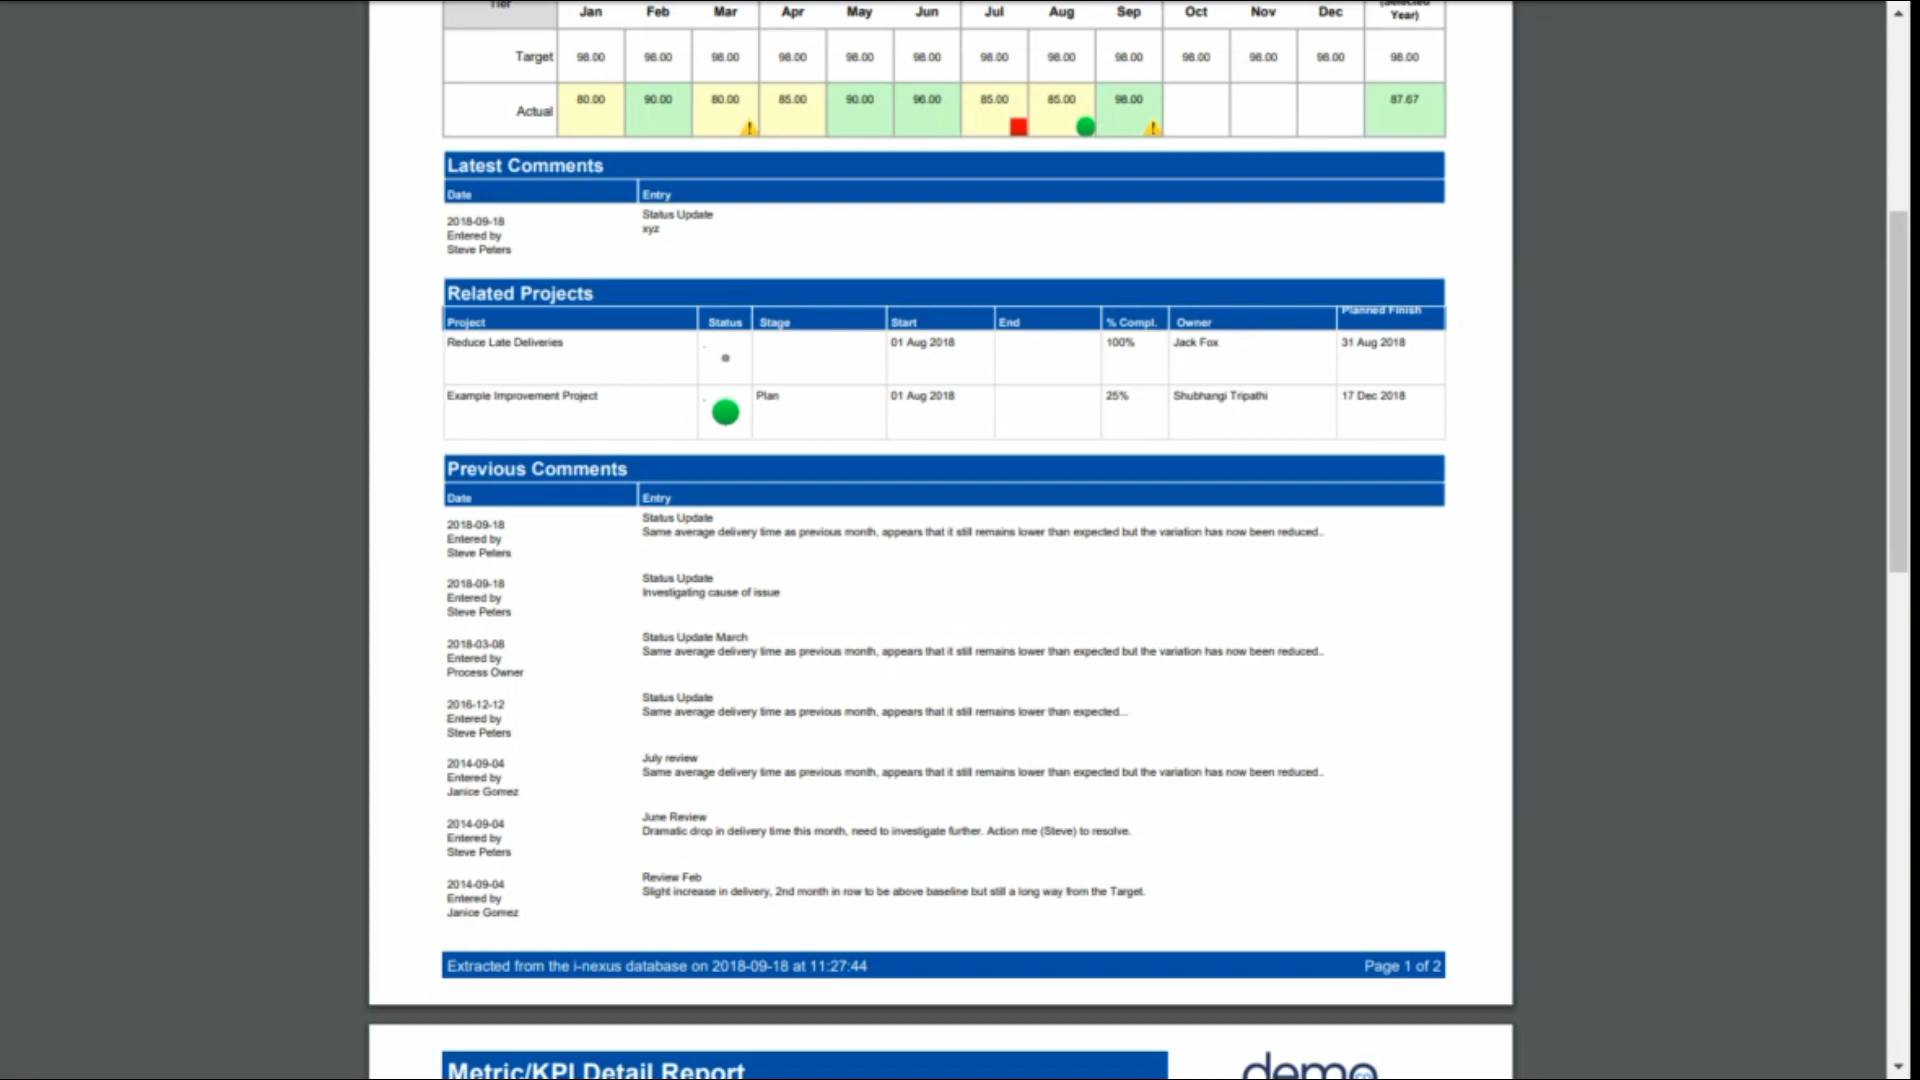 Tier Jan Feb Mar Apr May Jun Jul Aug Sep Oct Nov Dec (Selected Year)
Target 98.00 98.00 98.00 98.00 98.00 98.00 98.00 98.00 98.00 98.00 98.00 98.00 98.00
Actual 80.00 90.00 80.00 85.00 90.00 96.00 85.00 85.00 98.00 87.67
Latest Comments
Date Entry
2018-09-18
Entered by
Steve Peters
Status Update
xyz
Related Projects
Project Status Stage Start End % Compl. Owner Planned Finish
Reduce Late Deliveries 01 Aug 2018 100% Jack Fox 31 Aug 2018
Example Improvement Project Plan 01 Aug 2018 25% Shubhangi Tripathi 17 Dec 2018
Previous Comments
Date Entry
2018-09-18
Entered by
Steve Peters
Status Update
Same average delivery time as previous month, appears that it still remains lower than expected but the variation has now been reduced..
2018-09-18
Entered by
Steve Peters
Status Update
Investigating cause of issue
2018-03-08
Entered by
Process Owner
Status Update March
Same average delivery time as previous month, appears that it still remains lower than expected but the variation has now been reduced..
2016-12-12
Entered by
Steve Peters
Status Update
Same average delivery time as previous month, appears that it still remains lower than expected...
2014-09-04
Entered by
Janice Gomez
July review
Same average delivery time as previous month, appears that it still remains lower than expected but the variation has now been reduced..
2014-09-04
Entered by
Steve Peters
June Review
Dramatic drop in delivery time this month, need to investigate further. Action me (Steve) to resolve.
2014-09-04
Entered by
Janice Gomez
Review Feb
Slight increase in delivery, 2nd month in row to be above baseline but still a long way from the Target.
Extracted from the i-nexus database on 2018-09-18 at 11:27:44 Page 1 of 2
Metric/KPI Detail Report demo co